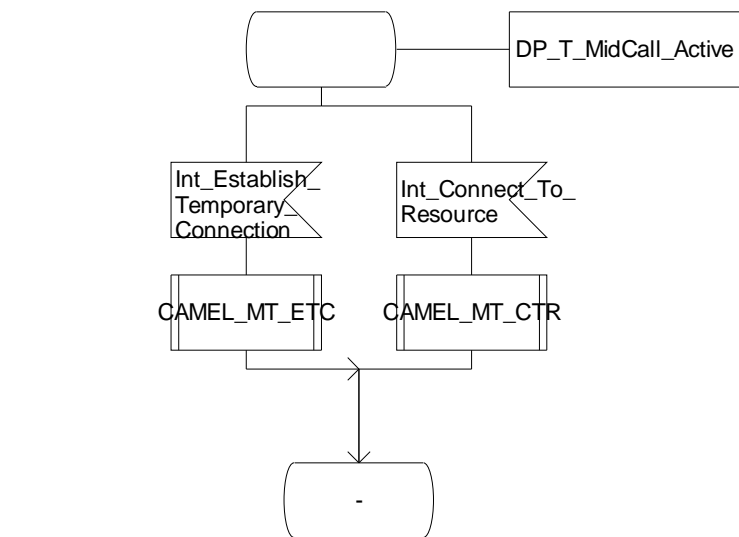 DP_T_MidCall_Active
Int_Establish_
Temporary_
Connection
Int_Connect_To_
Resource
CAMEL_MT_ETC
CAMEL_MT_CTR
-